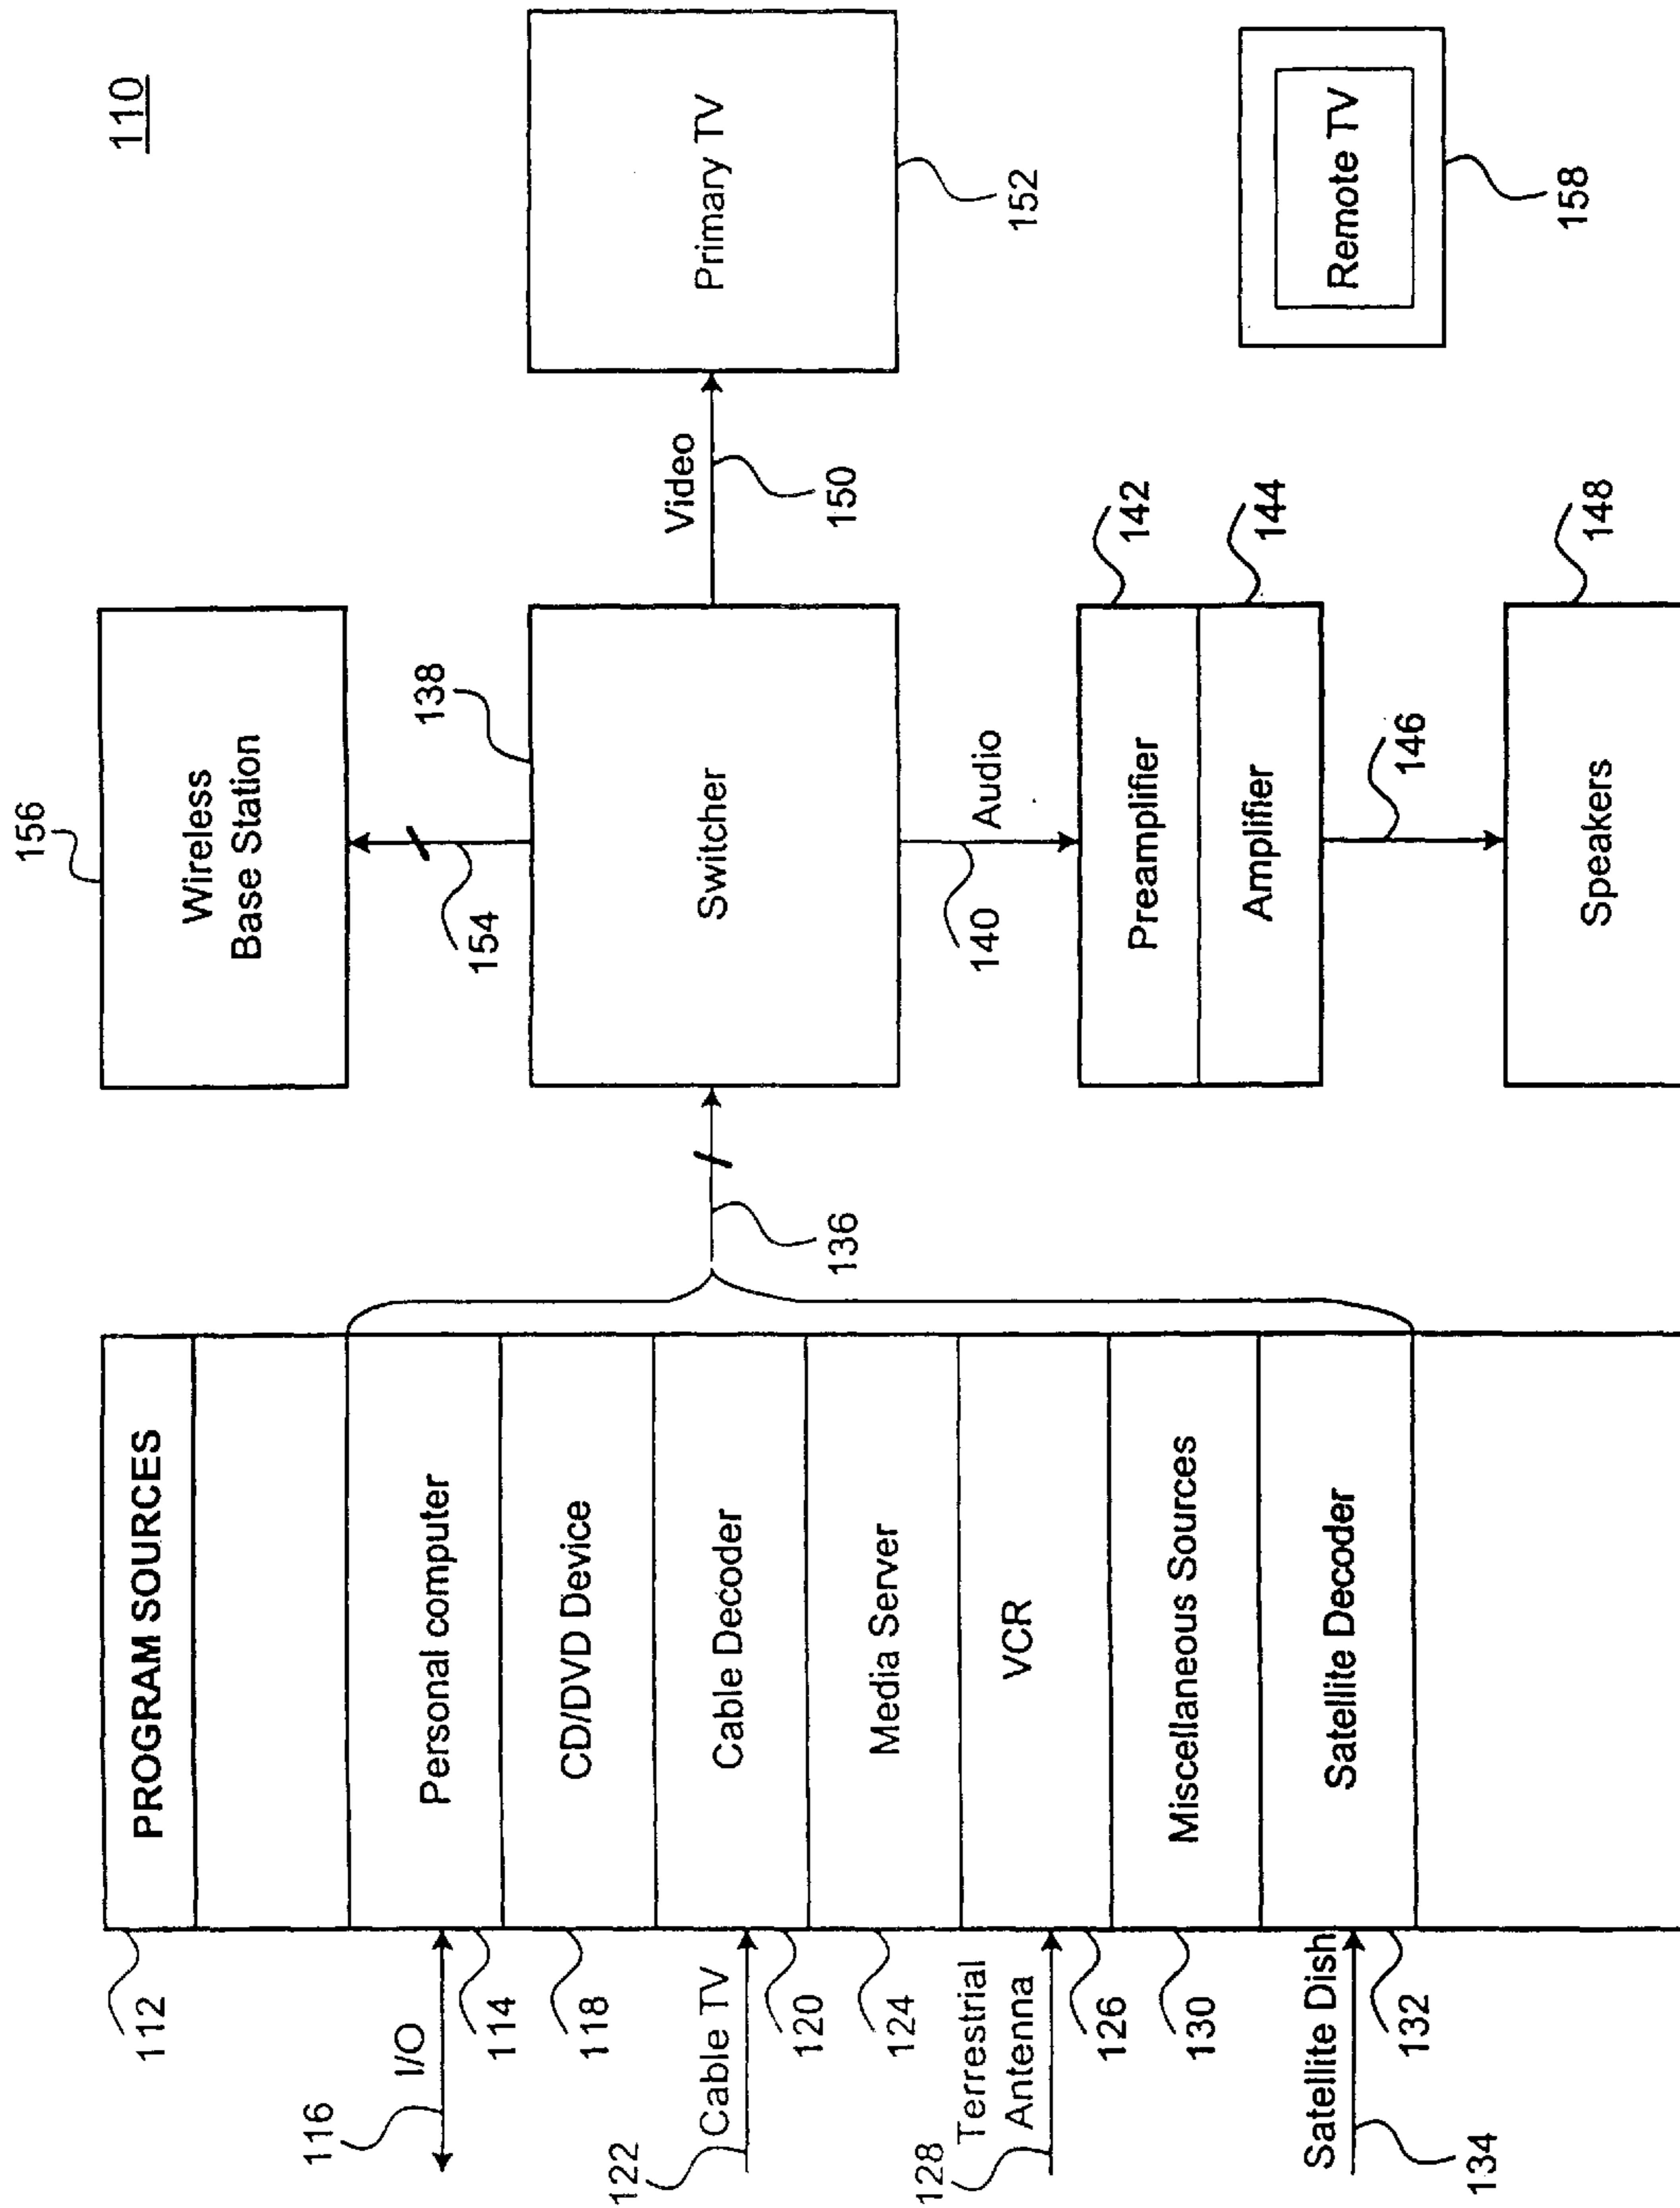 110
PROGRAM SOURCES
112
I/O
116
Personal computer
114
CD/DVD Device
118
Cable TV
122
Cable Decoder
120
Media Server
124
Terrestrial
Antenna
128
VCR
126
Miscellaneous Sources
130
Satellite Dish
134
Satellite Decoder
132
136
156
Wireless
Base Station
154
138
Switcher
Audio
140
Preamplifier
142
Amplifier
144
146
Speakers
148
Video
150
Primary TV
152
Remote TV
158